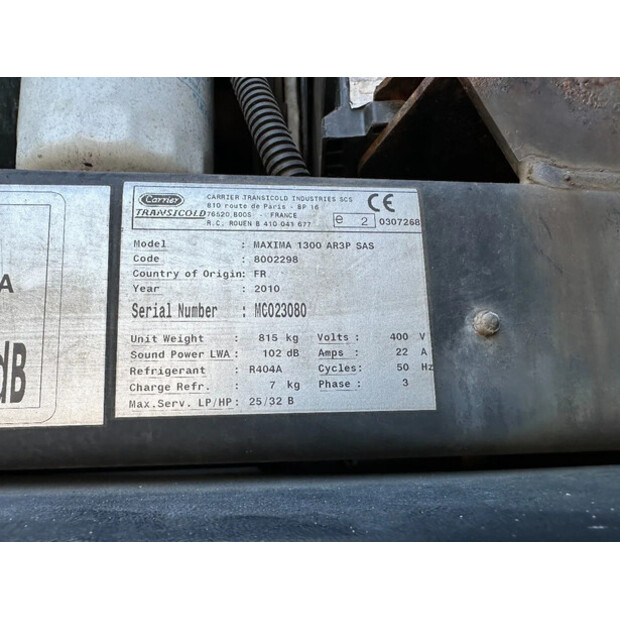 Carrier
TRANSICOLD
CARRIER TRANSICOLD INDUSTRIES SCS
810 route de Paris - BP 16
76520,BOOS - FRANCE
R.C. ROUEN B 410 041 677
CE
e 2 0307268
Model : MAXIMA 1300 AR3P SAS
Code : 8002298
Country of Origin: FR
Year : 2010
Serial Number : MC023080
Unit Weight : 815 kg Volts : 400 V
Sound Power LWA : 102 dB Amps : 22 A
Refrigerant : R404A Cycles: 50 Hz
Charge Refr. : 7 kg Phase : 3
Max.Serv. LP/HP: 25/32 B
A
dB